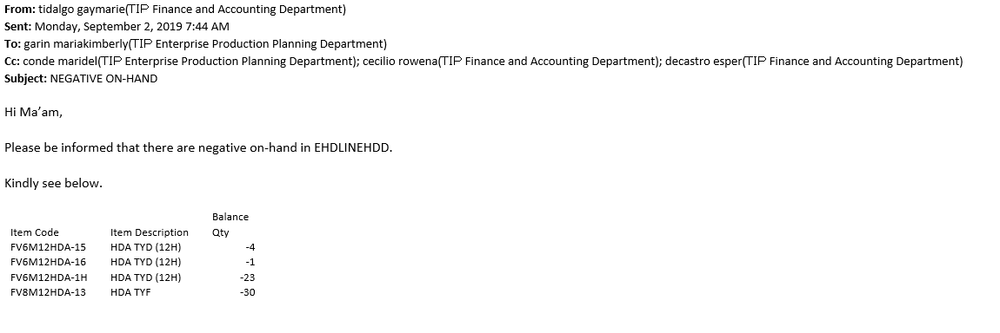 From: tidalgo gaymarie(TIP Finance and Accounting Department)
Sent: Monday, September 2, 2019 7:44 AM
To: garin mariakimberly(TIP Enterprise Production Planning Department)
Cc: conde maridel(TIP Enterprise Production Planning Department); cecilio rowena(TIP Finance and Accounting Department); decastro esper(TIP Finance and Accounting Department)
Subject: NEGATIVE ON-HAND
Hi Ma’am,
Please be informed that there are negative on-hand in EHDLINEHDD.
Kindly see below.
Balance
Item Code Item Description Qty
FV6M12HDA-15 HDA TYD (12H) -4
FV6M12HDA-16 HDA TYD (12H) -1
FV6M12HDA-1H HDA TYD (12H) -23
FV8M12HDA-13 HDA TYF -30